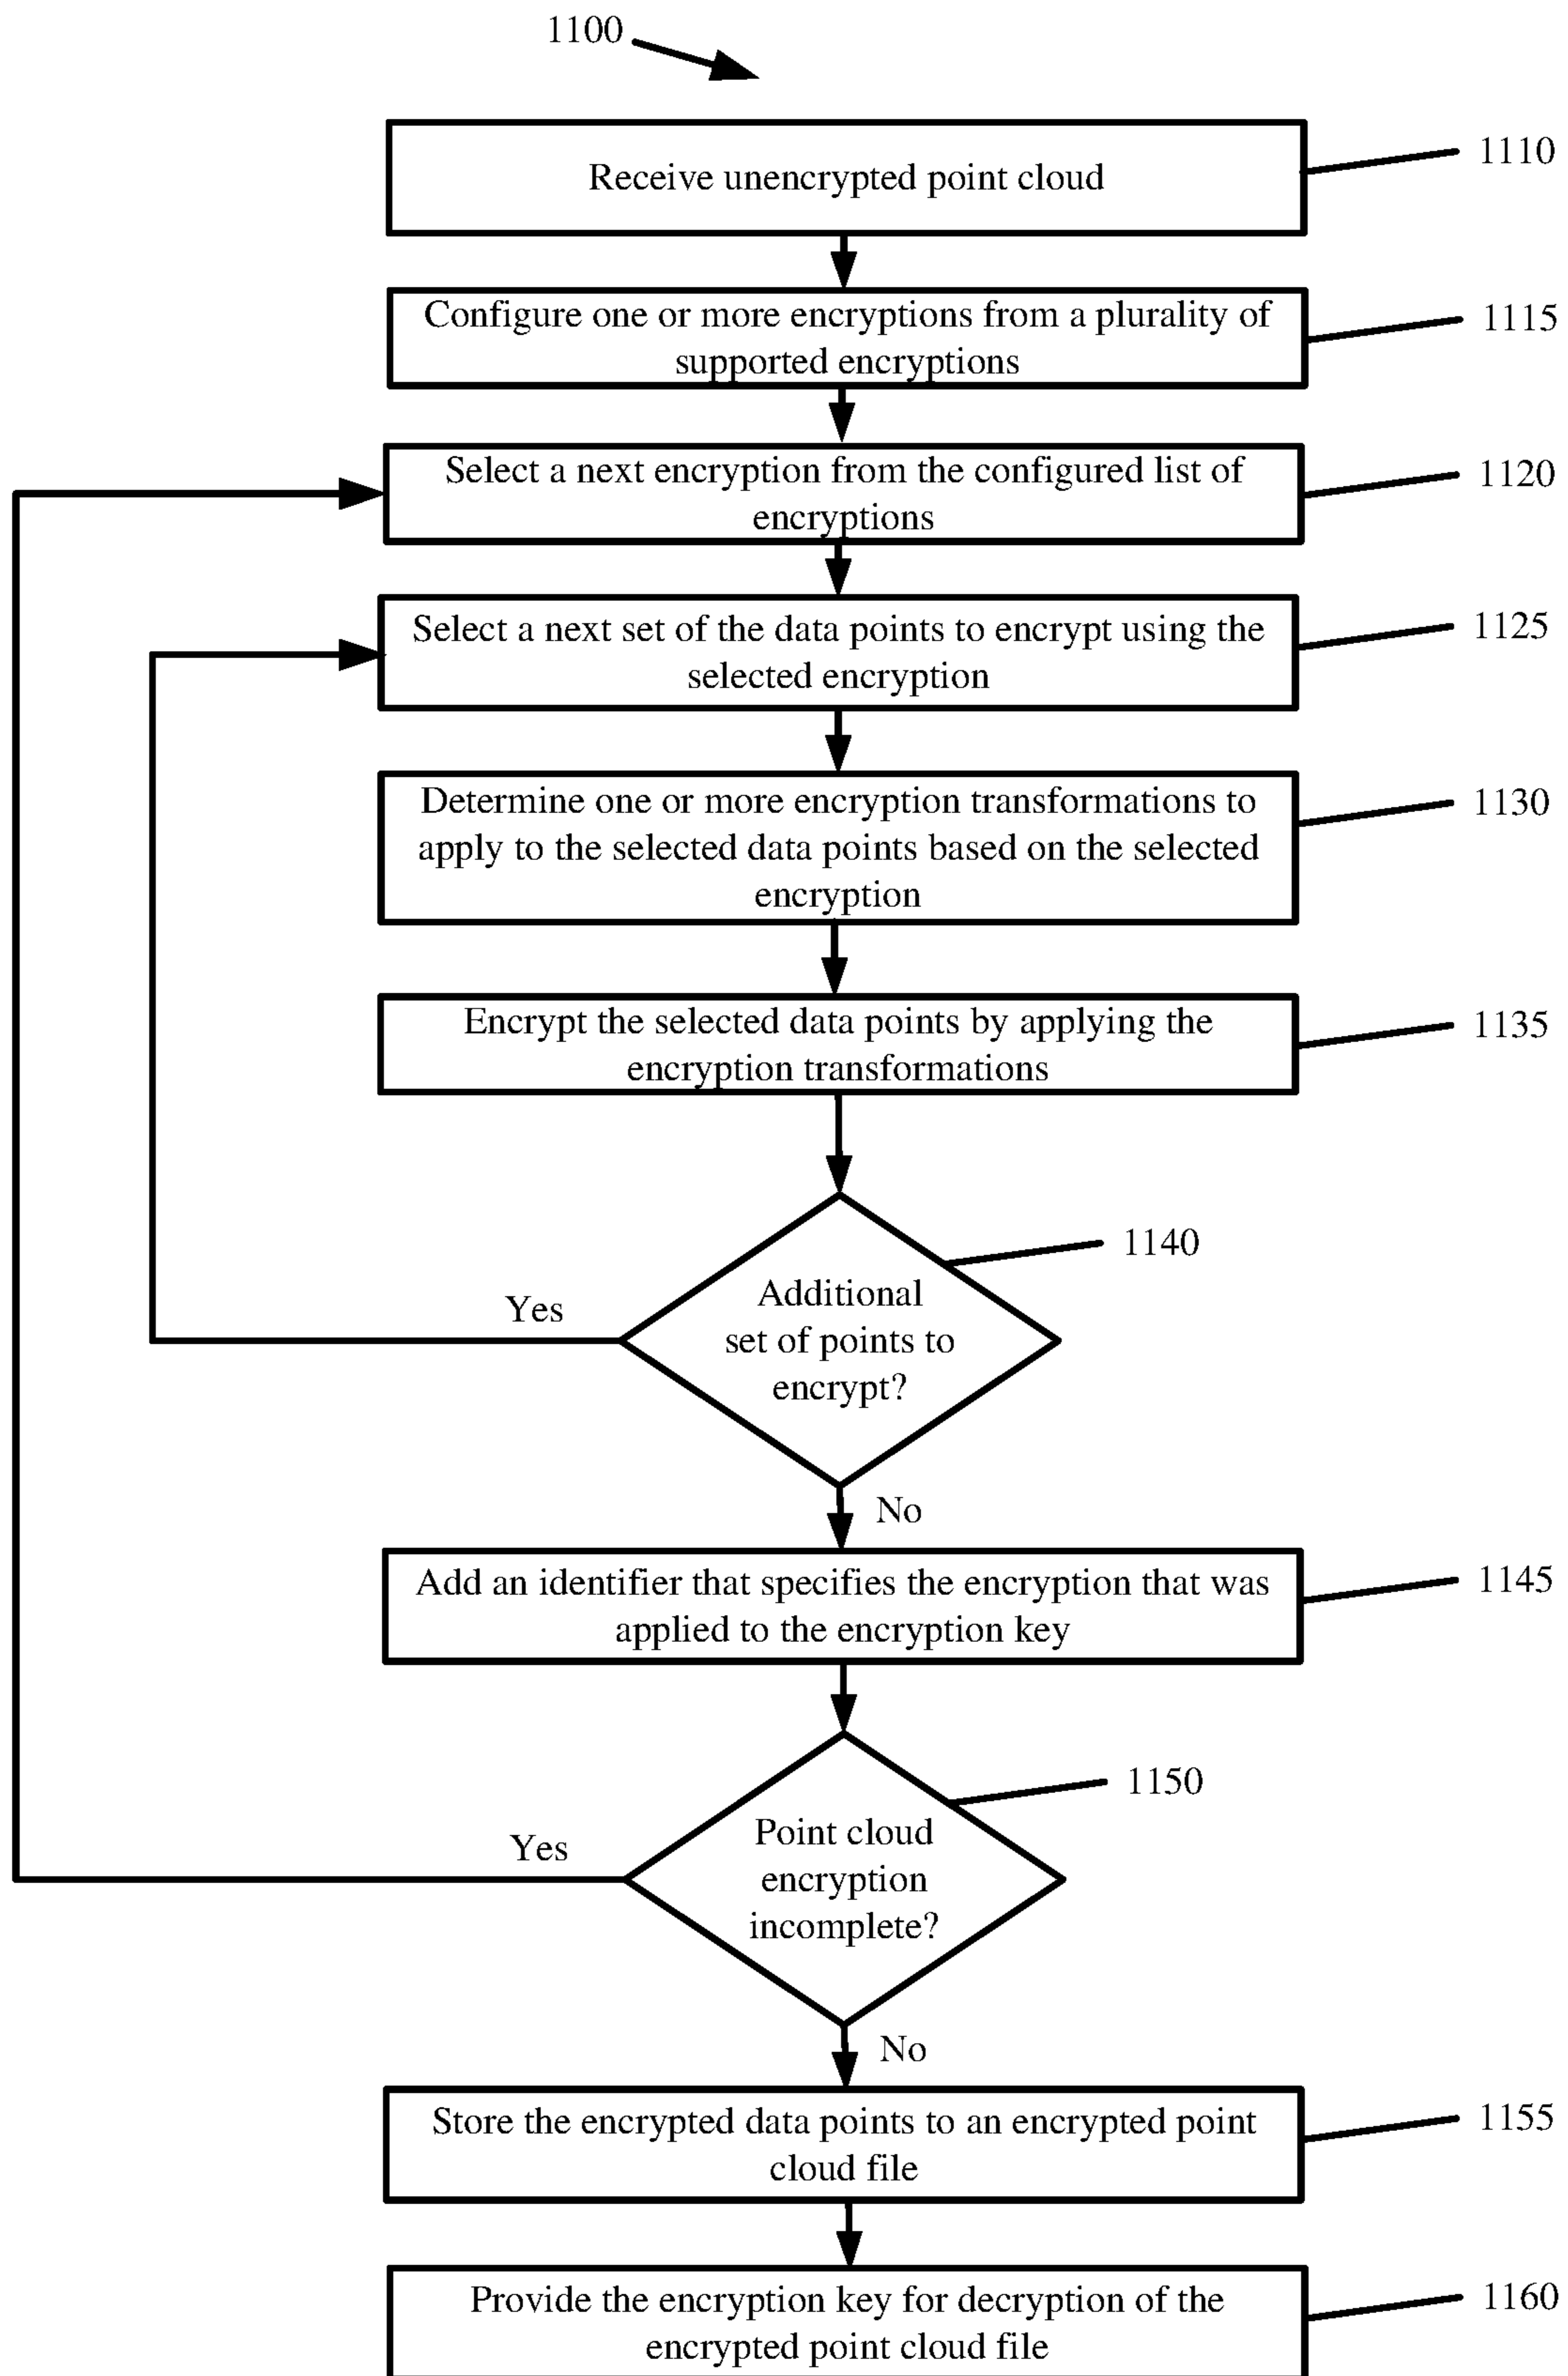 1100
Receive unencrypted point cloud
1110
Configure one or more encryptions from a plurality of
supported encryptions
1115
Select a next encryption from the configured list of
encryptions
1120
Select a next set of the data points to encrypt using the
selected encryption
1125
Determine one or more encryption transformations to
apply to the selected data points based on the selected
encryption
1130
Encrypt the selected data points by applying the
encryption transformations
1135
1140
Additional
set of points to
encrypt?
Yes
No
Add an identifier that specifies the encryption that was
applied to the encryption key
1145
1150
Point cloud
encryption
incomplete?
Yes
No
Store the encrypted data points to an encrypted point
cloud file
1155
Provide the encryption key for decryption of the
encrypted point cloud file
1160